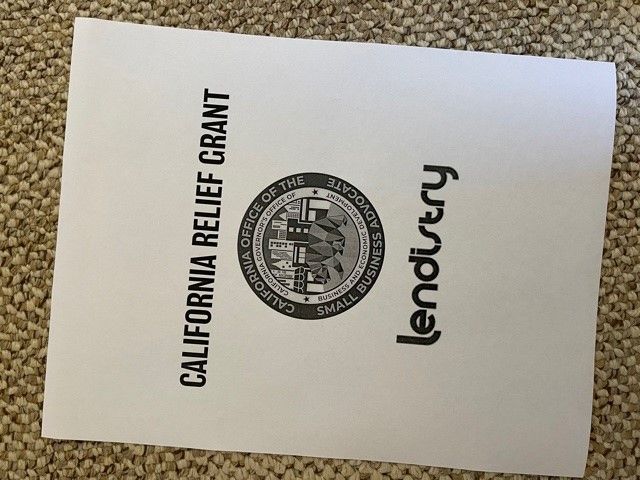 CALIFORNIA RELIEF GRANT
CALIFORNIA OFFICE OF THE
SMALL BUSINESS ADVOCATE
CALIFORNIA GOVERNOR'S OFFICE OF
BUSINESS AND ECONOMIC DEVELOPMENT
lendistry